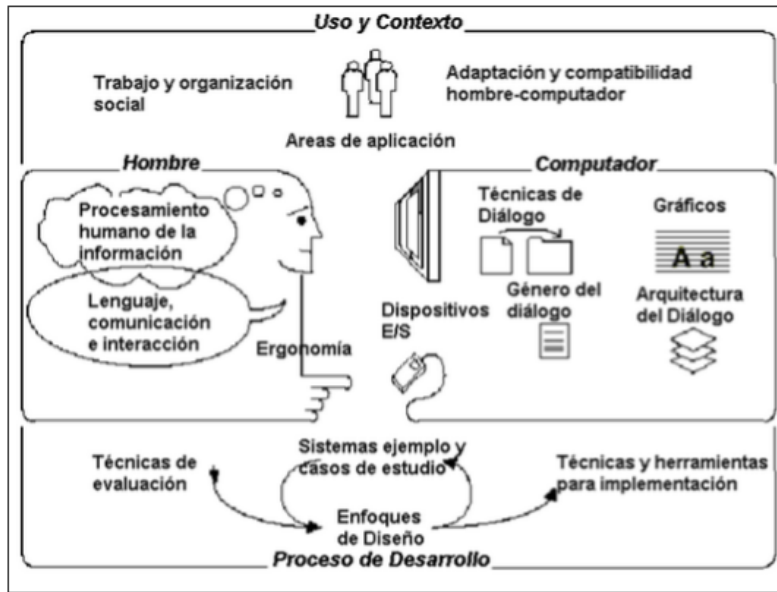 Uso y Contexto
Trabajo y organización
social
Adaptación y compatibilidad
hombre-computador
Areas de aplicación
Hombre
Procesamiento
humano de la
información
Lenguaje,
comunicación
e interacción
Ergonomía
Computador
Técnicas de
Diálogo
Gráficos
A a
Género del
diálogo
Arquitectura
del Diálogo
Dispositivos
E/S
Técnicas de
evaluación
Sistemas ejemplo y
casos de estudio
Enfoques
de Diseño
Técnicas y herramientas
para implementación
Proceso de Desarrollo